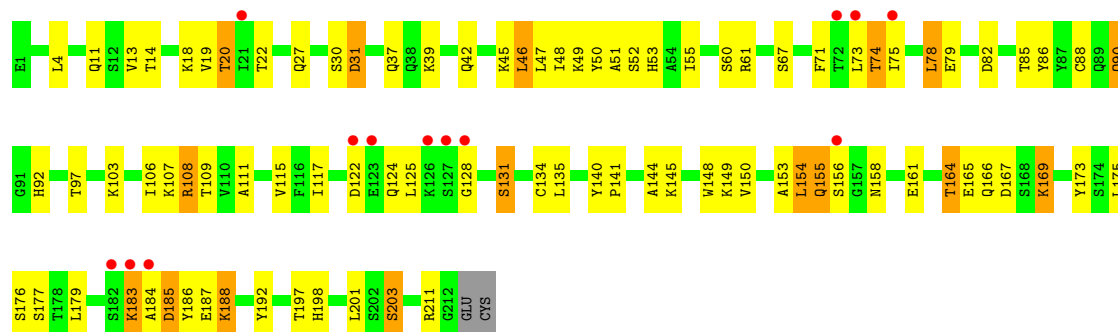 E1 L4 Q11 S12 V13 T14 K18 V19 T20 I21 T22 Q27 S30 D31 Q37 Q38 K39 Q42 K45 L46 L47 I48 K49 Y50 A51 S52 H53 A54 I55 S60 R61 S67 F71 T72 L73 T74 I75 L78 E79 D82 T85 Y86 Y87 C88 Q89
G91 H92 T97 K103 I106 K107 R108 T109 V110 A111 V115 F116 I117 D122 E123 Q124 L125 K126 S127 G128 S131 C134 L135 Y140 P141 A144 K145 W148 K149 V150 A153 L154 Q155 S156 G157 N158 E161 T164 E165 Q166 D167 S168 K169 Y173 S174
S176 S177 T178 L179 S182 K183 A184 D185 Y186 E187 K188 Y192 T197 H198 L201 S202 S203 R211 G212 GLU CYS